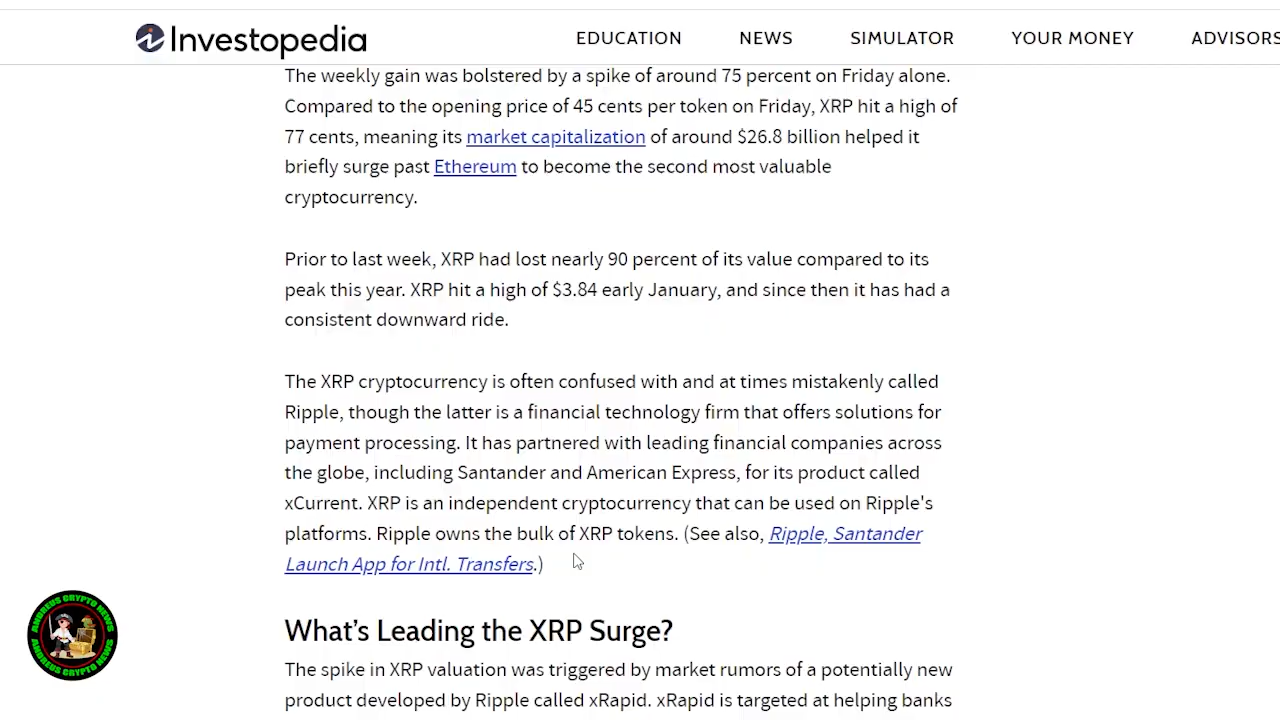 Investopedia
EDUCATION NEWS SIMULATOR YOUR MONEY ADVISORS
The weekly gain was bolstered by a spike of around 75 percent on Friday alone.
Compared to the opening price of 45 cents per token on Friday, XRP hit a high of
77 cents, meaning its market capitalization of around $26.8 billion helped it
briefly surge past Ethereum to become the second most valuable
cryptocurrency.
Prior to last week, XRP had lost nearly 90 percent of its value compared to its
peak this year. XRP hit a high of $3.84 early January, and since then it has had a
consistent downward ride.
The XRP cryptocurrency is often confused with and at times mistakenly called
Ripple, though the latter is a financial technology firm that offers solutions for
payment processing. It has partnered with leading financial companies across
the globe, including Santander and American Express, for its product called
xCurrent. XRP is an independent cryptocurrency that can be used on Ripple's
platforms. Ripple owns the bulk of XRP tokens. (See also, Ripple, Santander
Launch App for Intl. Transfers.)
ANDREUS CRYPTO NEWS
ANDREUS CRYPTO NEWS
What's Leading the XRP Surge?
The spike in XRP valuation was triggered by market rumors of a potentially new
product developed by Ripple called xRapid. xRapid is targeted at helping banks